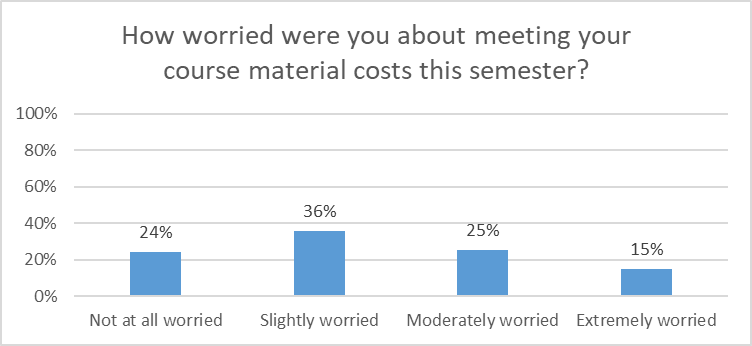 How worried were you about meeting your
course material costs this semester?
100%
80%
60%
40%
20%
0%
24%
36%
25%
15%
Not at all worried
Slightly worried
Moderately worried
Extremely worried